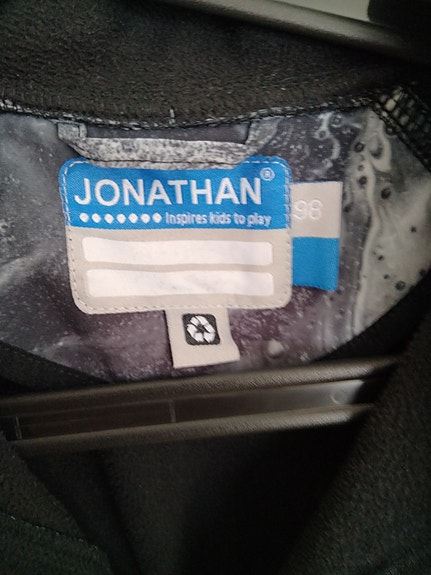 JONATHAN®
Inspires kids to play
98